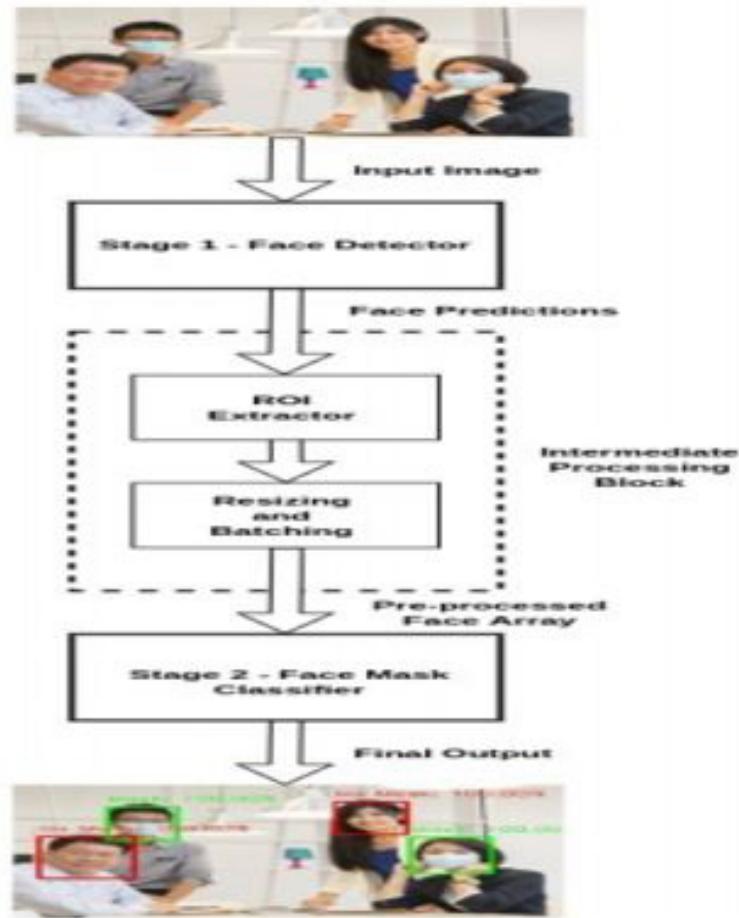 Input Image
Stage 1 - Face Detector
Face Predictions
ROI
Extractor
Intermediate
Processing
Block
Resizing
and
Batching
Pre-processed
Face Array
Stage 2 - Face Mask
Classifier
Final Output